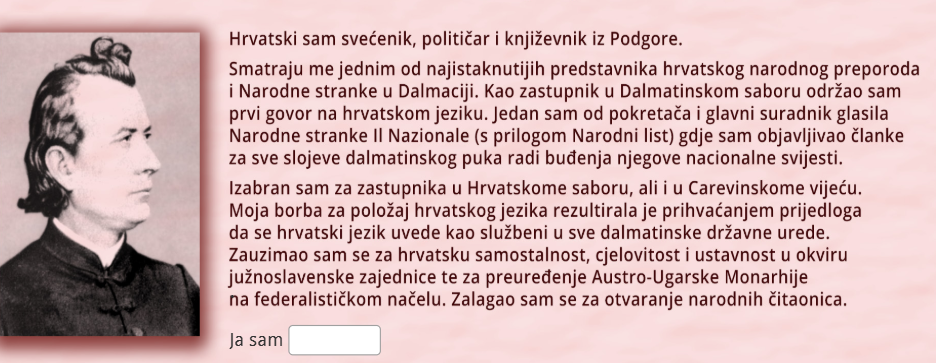 Hrvatski sam svećenik, političar i književnik iz Podgore.
Smatraju me jednim od najistaknutijih predstavnika hrvatskog narodnog preporoda
i Narodne stranke u Dalmaciji. Kao zastupnik u Dalmatinskom saboru održao sam
prvi govor na hrvatskom jeziku. Jedan sam od pokretača i glavni suradnik glasila
Narodne stranke Il Nazionale (s prilogom Narodni list) gdje sam objavljivao članke
za sve slojeve dalmatinskog puka radi buđenja njegove nacionalne svijesti.
Izabran sam za zastupnika u Hrvatskome saboru, ali i u Carevinskome vijeću.
Moja borba za položaj hrvatskog jezika rezultirala je prihvaćanjem prijedloga
da se hrvatski jezik uvede kao službeni u sve dalmatinske državne urede.
Zauzimao sam se za hrvatsku samostalnost, cjelovitost i ustavnost u okviru
južnoslavenske zajednice te za preuređenje Austro-Ugarske Monarhije
na federalističkom načelu. Zalagao sam se za otvaranje narodnih čitaonica.
Ja sam